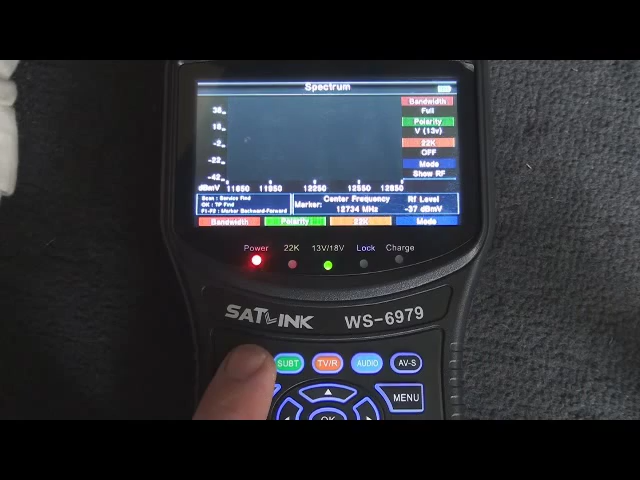 Spectrum
38
18
-2
-22
-42
dBmV 11650 11950 12250 12550 12850
Bandwidth
Full
Polarity
V (13v)
22K
OFF
Mode
Show RF
Scan : Service Find
OK : TP Find
F1-F2 : Marker Backward-Forward
Marker: Center Frequency
12734 MHz
Rf Level
-37 dBmV
Bandwidth Polarity 22K Mode
Power 22K 13V/18V Lock Charge
SATLINK WS-6979
SUBT TV/R AUDIO AV-S
MENU
OK